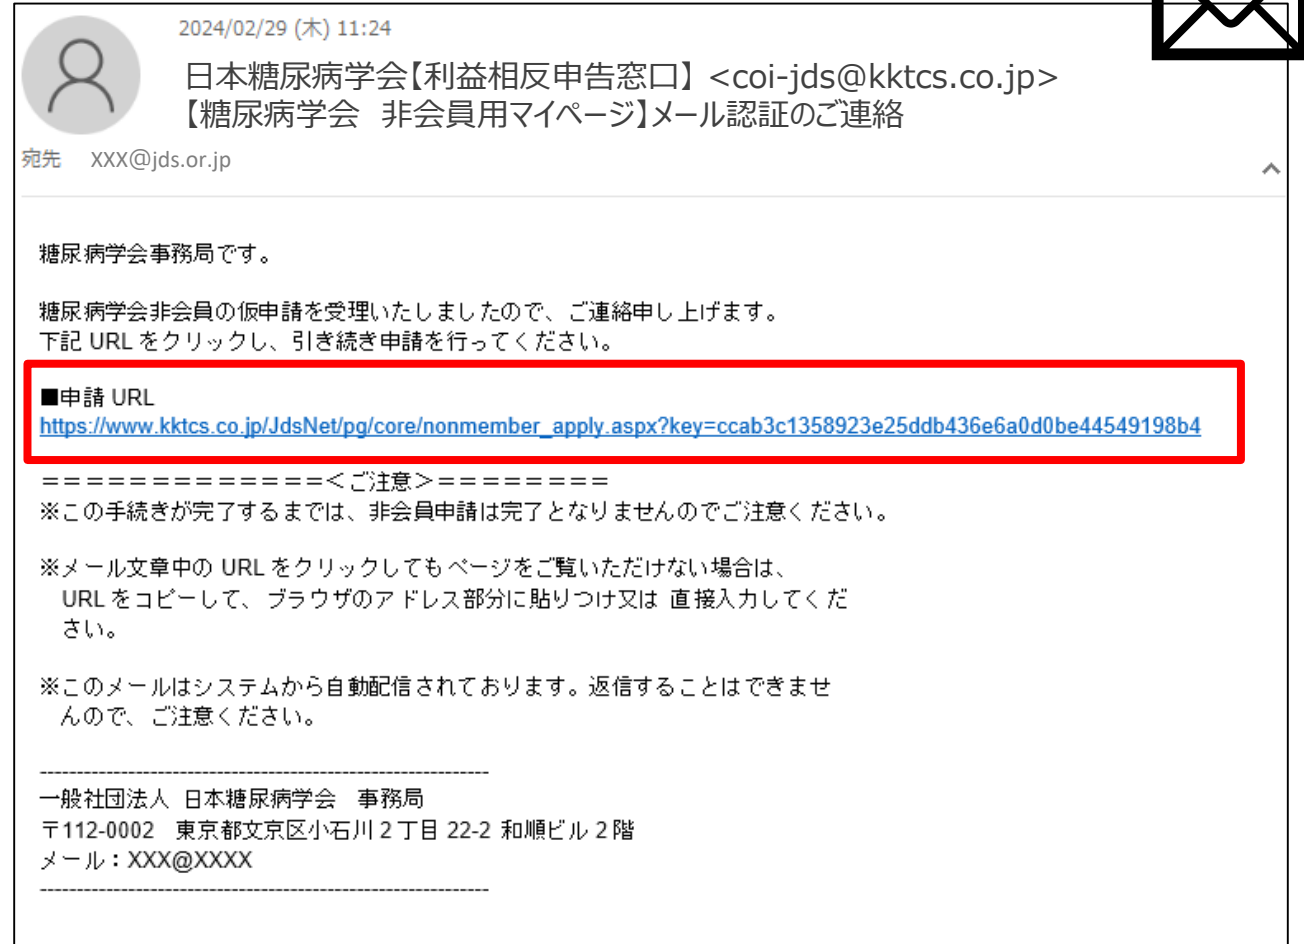 2024/02/29 (木) 11:24
日本糖尿病学会【利益相反申告窓口】 <coi-jds@kktcs.co.jp>
【糖尿病学会　非会員用マイページ】メール認証のご連絡
宛先 XXX@jds.or.jp
糖尿病学会事務局です。
糖尿病学会非会員の仮申請を受理いたしましたので、ご連絡申し上げます。
下記 URL をクリックし、引き続き申請を行ってください。
■申請 URL
https://www.kktcs.co.jp/JdsNet/pg/core/nonmember_apply.aspx?key=ccab3c1358923e25ddb436e6a0d0be44549198b4
＝＝＝＝＝＝＝＝＝＝＝＝＝＜ご注意＞＝＝＝＝＝＝＝＝
※この手続きが完了するまでは、非会員申請は完了となりませんのでご注意ください。
※メール文章中の URL をクリックしてもページをご覧いただけない場合は、
URL をコピーして、ブラウザのアドレス部分に貼りつけ又は 直接入力してくだ
さい。
※このメールはシステムから自動配信されております。返信することはできませ
んので、ご注意ください。
-------------------------------------------------------------
一般社団法人 日本糖尿病学会　事務局
〒112-0002　東京都文京区小石川２丁目 22-2 和順ビル２階
メール：XXX@XXXX
-------------------------------------------------------------